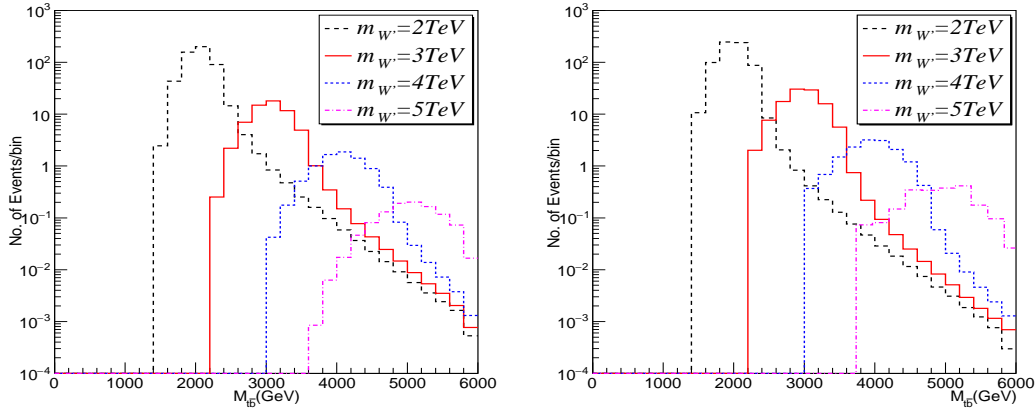 No. of Events/bin
10³
10²
10
1
10⁻¹
10⁻²
10⁻³
10⁻⁴
m_W'=2TeV
m_W'=3TeV
m_W'=4TeV
m_W'=5TeV
0 1000 2000 3000 4000 5000 6000
M_tb̄(GeV)
No. of Events/bin
10³
10²
10
1
10⁻¹
10⁻²
10⁻³
10⁻⁴
m_W'=2TeV
m_W'=3TeV
m_W'=4TeV
m_W'=5TeV
0 1000 2000 3000 4000 5000 6000
M_tb̄(GeV)